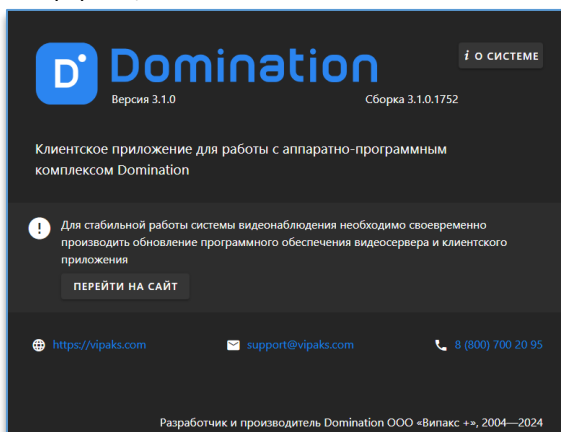 D
Domination
i О СИСТЕМЕ
Версия 3.1.0
Сборка 3.1.0.1752
Клиентское приложение для работы с аппаратно-программным
комплексом Domination
! Для стабильной работы системы видеонаблюдения необходимо своевременно
производить обновление программного обеспечения видеосервера и клиентского
приложения
ПЕРЕЙТИ НА САЙТ
https://vipaks.com
support@vipaks.com
8 (800) 700 20 95
Разработчик и производитель Domination ООО «Випакс +», 2004—2024